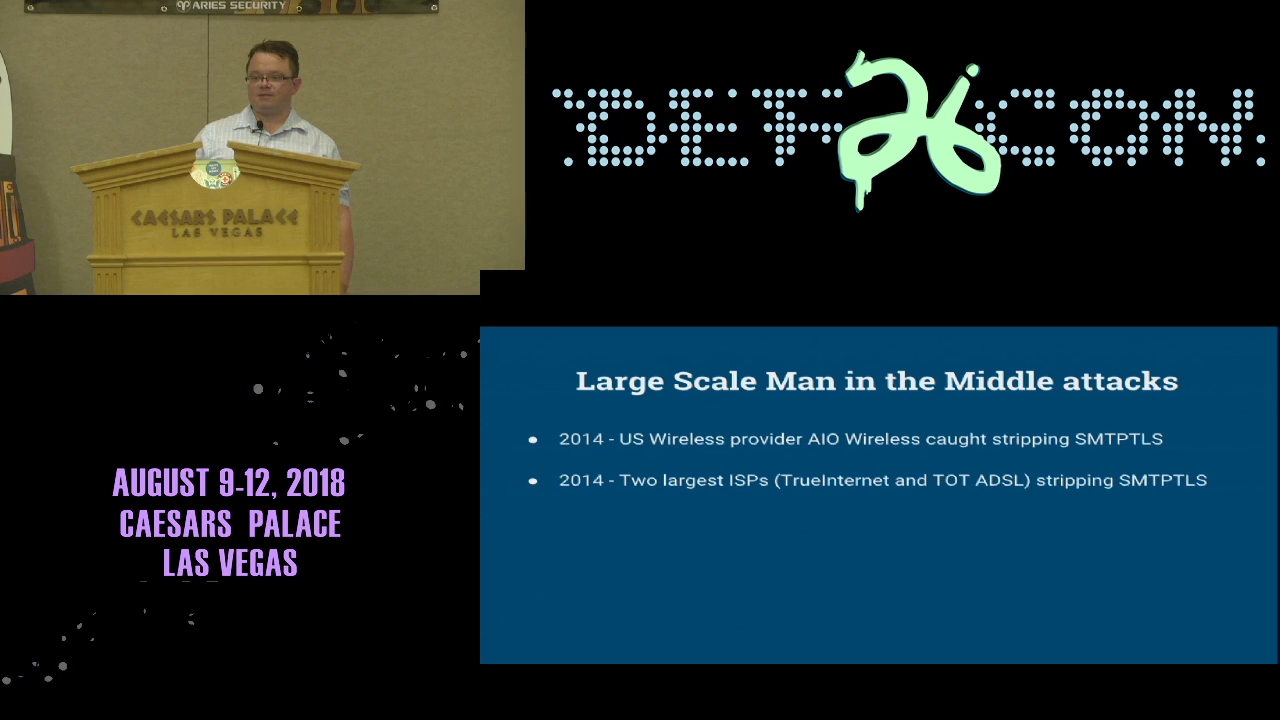 ARIES SECURITY
DEF 26 CON
CAESARS PALACE
LAS VEGAS
Large Scale Man in the Middle attacks
2014 - US Wireless provider AIO Wireless caught stripping SMTPTLS
2014 - Two largest ISPs (TrueInternet and TOT ADSL) stripping SMTPTLS
AUGUST 9-12, 2018
CAESARS PALACE
LAS VEGAS